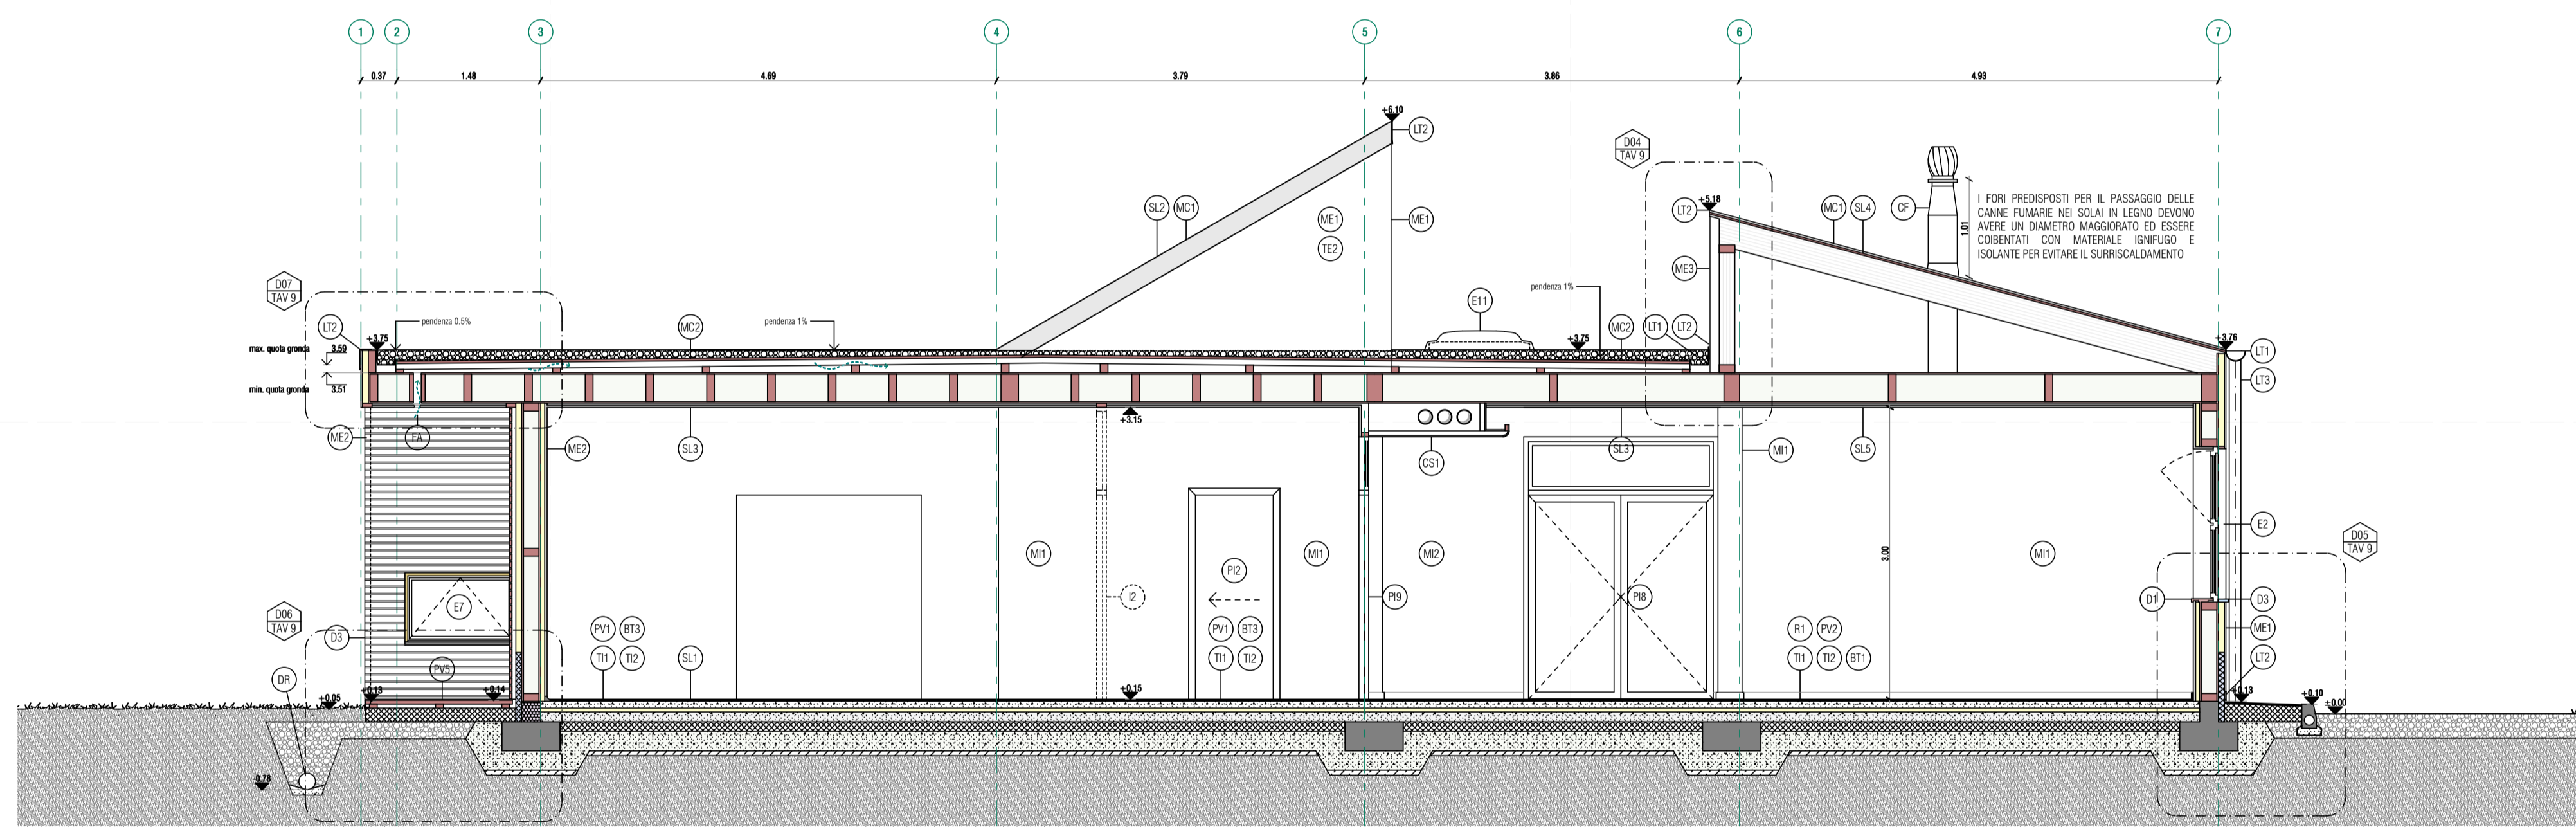 1 2 3 4 5 6 7
0.37 1.48 4.69 3.79 3.86 4.93
+6.10
LT2
D04
TAV 9
SL2 MC1
ME1
ME1
TE2
LT2
+5.18
MC1 SL4 CF
1.01
I FORI PREDISPOSTI PER IL PASSAGGIO DELLE
CANNE FUMARIE NEI SOLAI IN LEGNO DEVONO
AVERE UN DIAMETRO MAGGIORATO ED ESSERE
COIBENTATI CON MATERIALE IGNIFUGO E
ISOLANTE PER EVITARE IL SURRISCALDAMENTO
ME3
D07
TAV 9
pendenza 1%
E11
LT2
pendenza 0.5%
MC2
pendenza 1%
MC2 LT1 LT2
+3.75
+3.75
+3.76
max. quota gronda 3.59
min. quota gronda 3.51
LT1
LT3
ME2
FA
ME2
SL3
+3.15
CS1
SL3
MI1
SL5
E2
D05
TAV 9
MI1
MI1
MI2
3.00
MI1
PI2
I2
PI9
PI8
E7
D06
TAV 9
D3
D1
D3
PV1 BT3
TI1 TI2
SL1
PV1 BT3
TI1 TI2
R1 PV2
TI1 TI2 BT1
ME1
LT2
DR
PV5
+0.05
+0.13
+0.14
+0.15
+0.13
+0.10
+0.00
-0.78